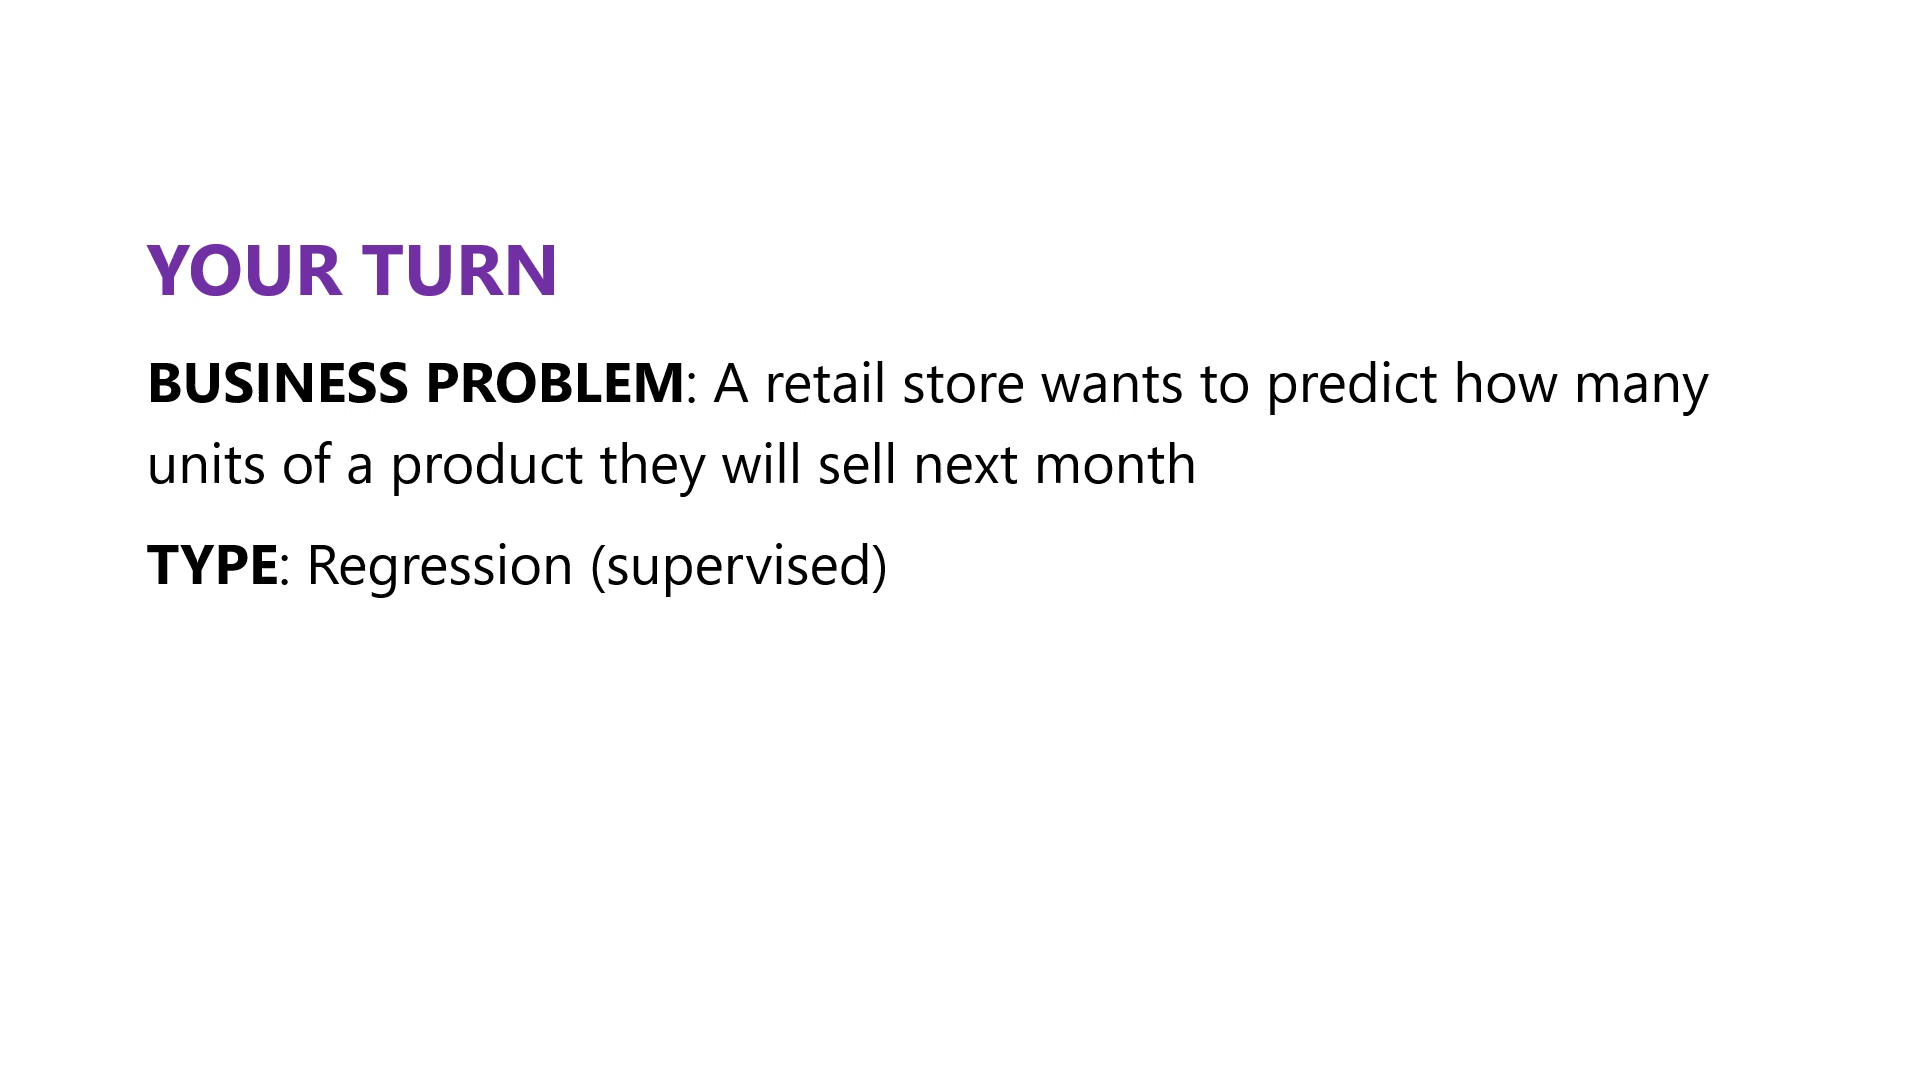 YOUR TURN
BUSINESS PROBLEM: A retail store wants to predict how many
units of a product they will sell next month
TYPE: Regression (supervised)